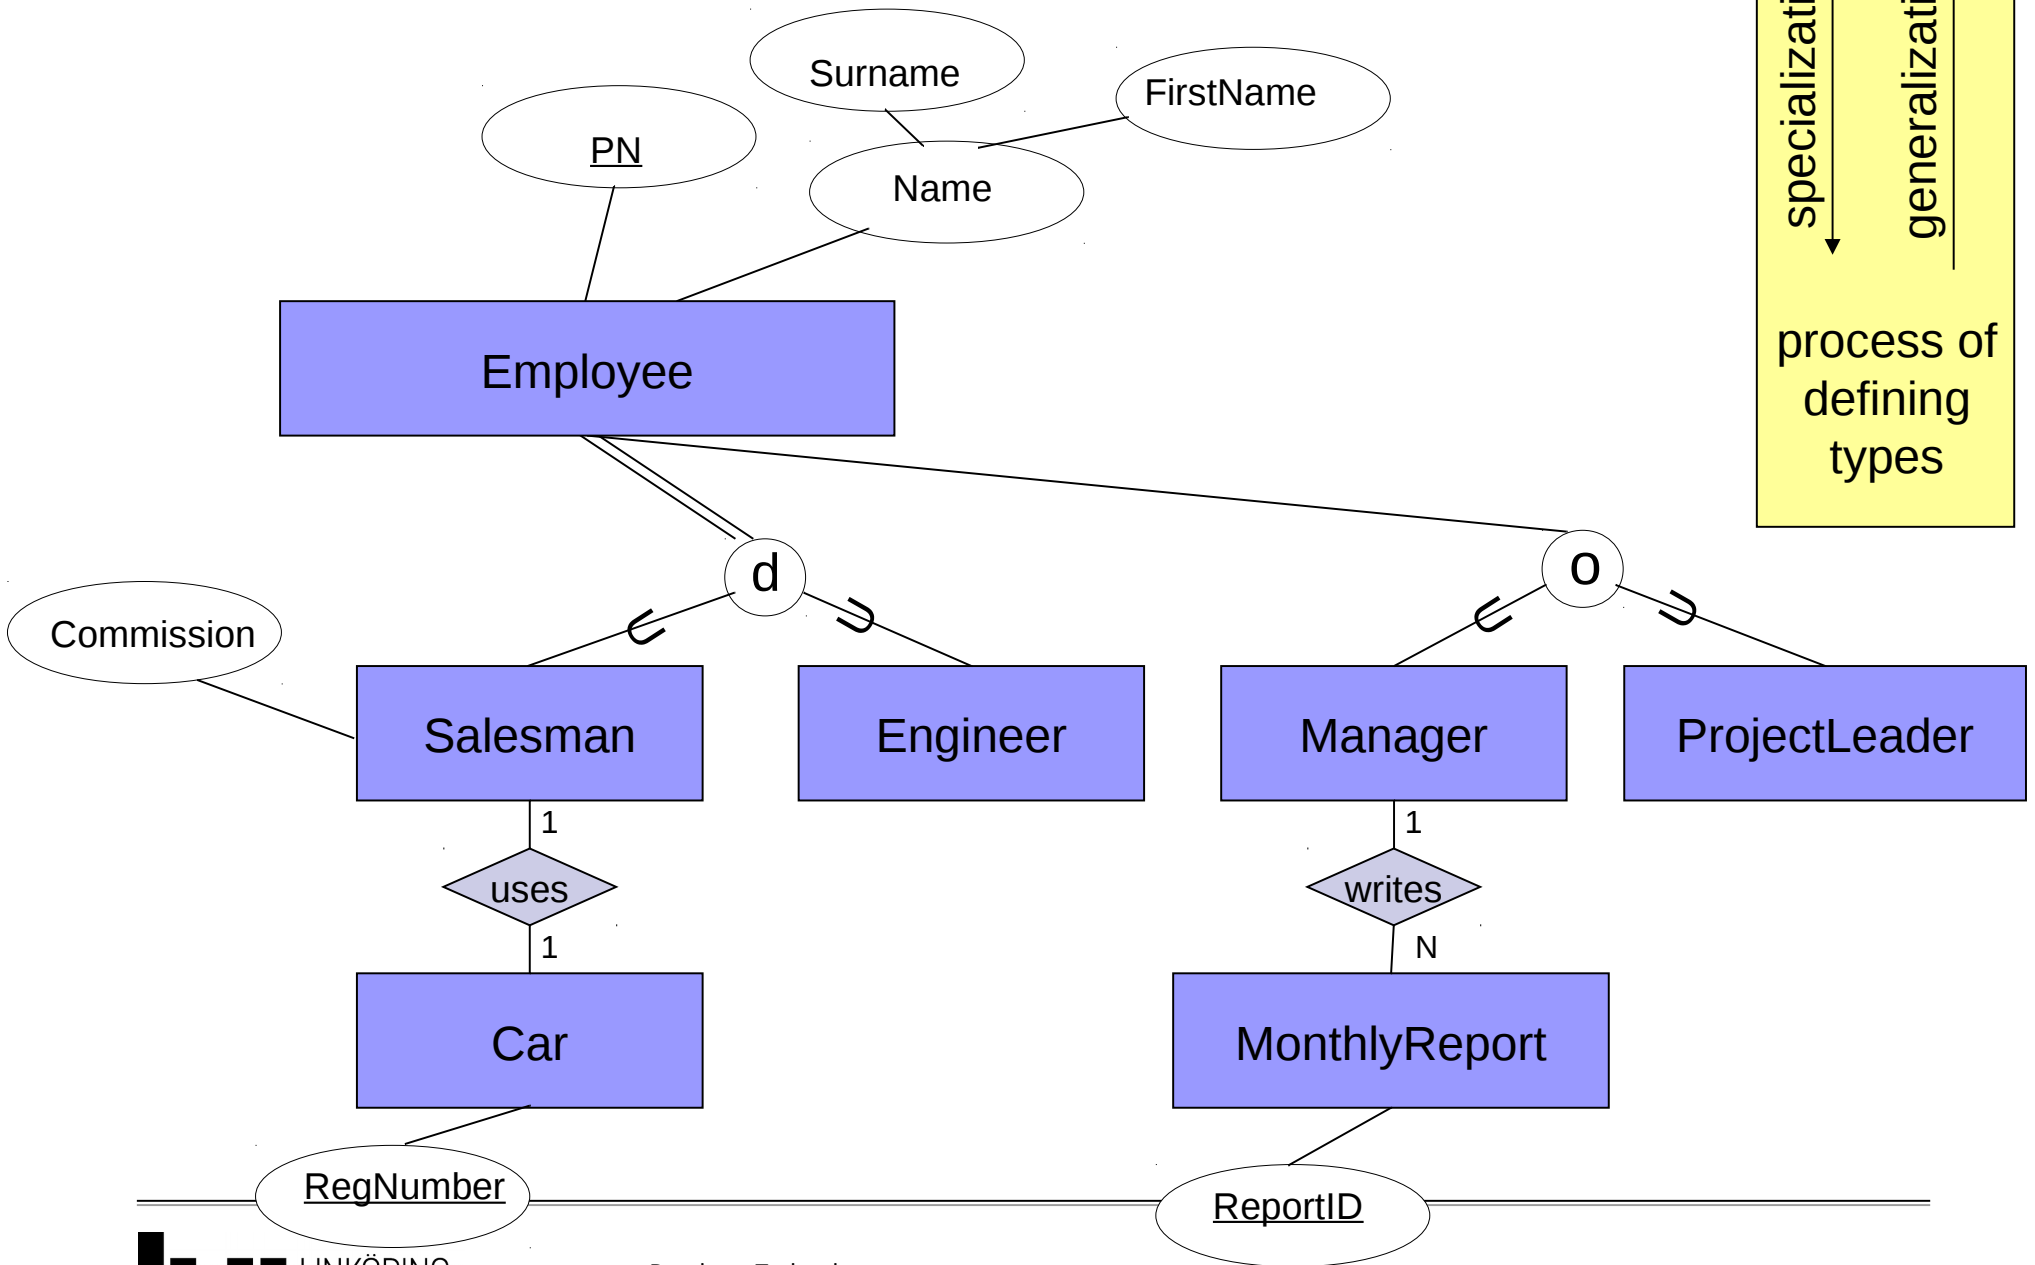 Surname
FirstName
PN
Name
Employee
process of
defining
types
d
o
Commission
Salesman
Engineer
Manager
ProjectLeader
1
1
uses
writes
1
N
Car
MonthlyReport
RegNumber
ReportID